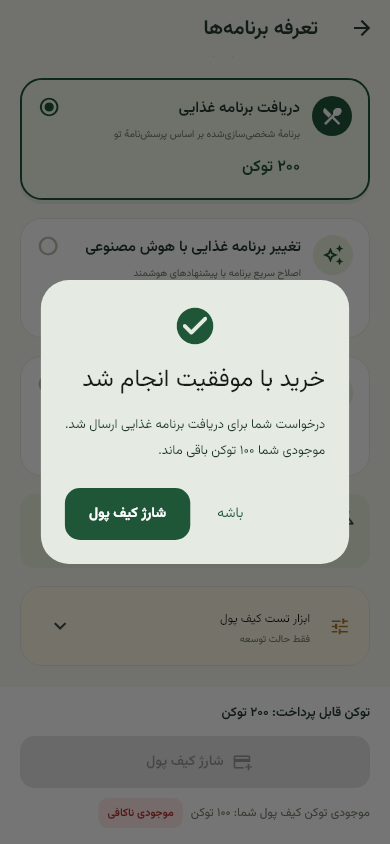 تعرفه برنامه‌ها
دریافت برنامه غذایی
برنامهٔ شخصی‌سازی‌شده بر اساس پرسش‌نامهٔ تو
۲۰۰ توکن
تغییر برنامه غذایی با هوش مصنوعی
اصلاح سریع برنامه با پیشنهادهای هوشمند
خرید با موفقیت انجام شد
درخواست شما برای دریافت برنامه غذایی ارسال شد.
موجودی شما ۱۰۰ توکن باقی ماند.
باشه
شارژ کیف پول
ابزار تست کیف پول
فقط حالت توسعه
توکن قابل پرداخت: ۲۰۰ توکن
شارژ کیف پول
موجودی توکن کیف پول شما: ۱۰۰ توکن
موجودی ناکافی